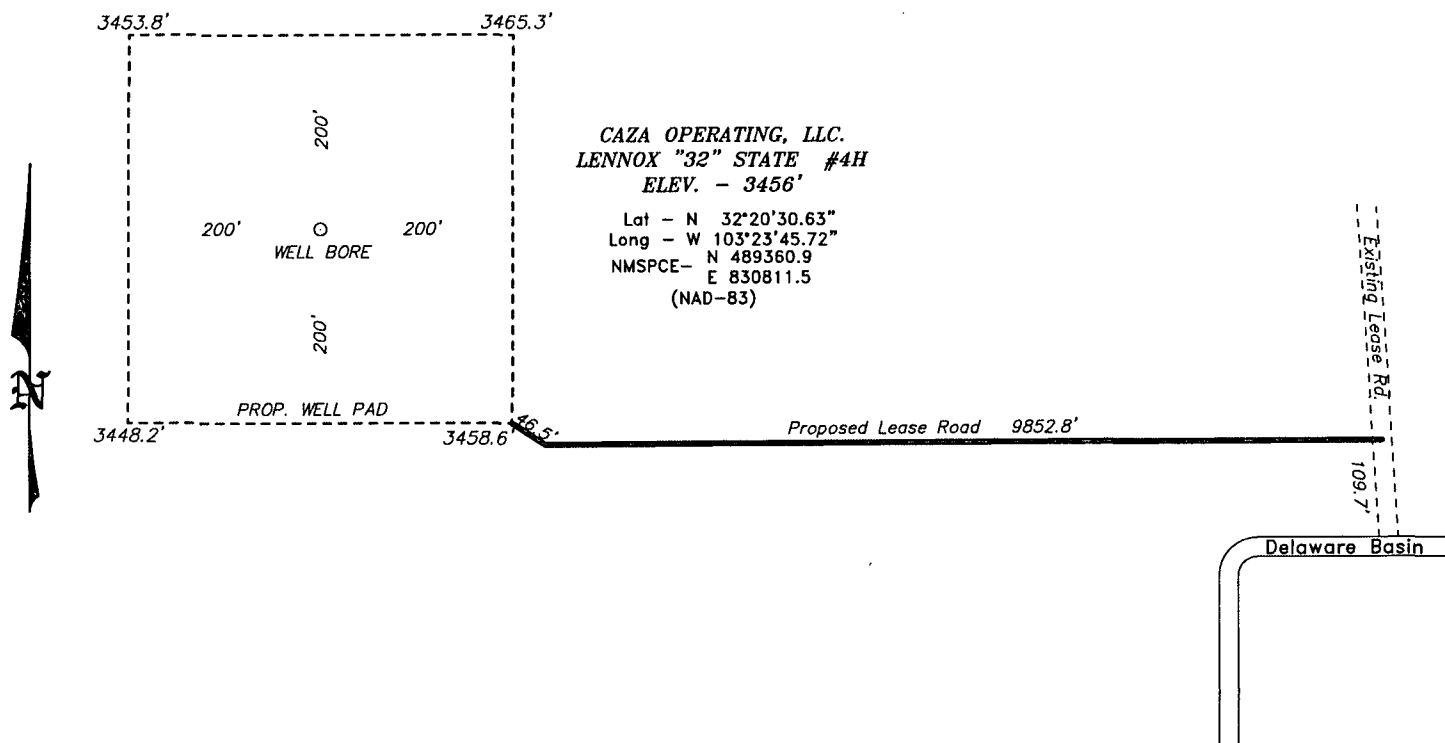 3453.8' 3465.3'
200'
200' 200'
WELL BORE
200'
PROP. WELL PAD
3448.2' 3458.6'
CAZA OPERATING, LLC.
LENNOX "32" STATE #4H
ELEV. - 3456'
Lat - N 32°20'30.63"
Long - W 103°23'45.72"
NMSPCE- N 489360.9
E 830811.5
(NAD-83)
N
46.5'
Proposed Lease Road 9852.8'
Existing Lease Rd.
109.7'
Delaware Basin